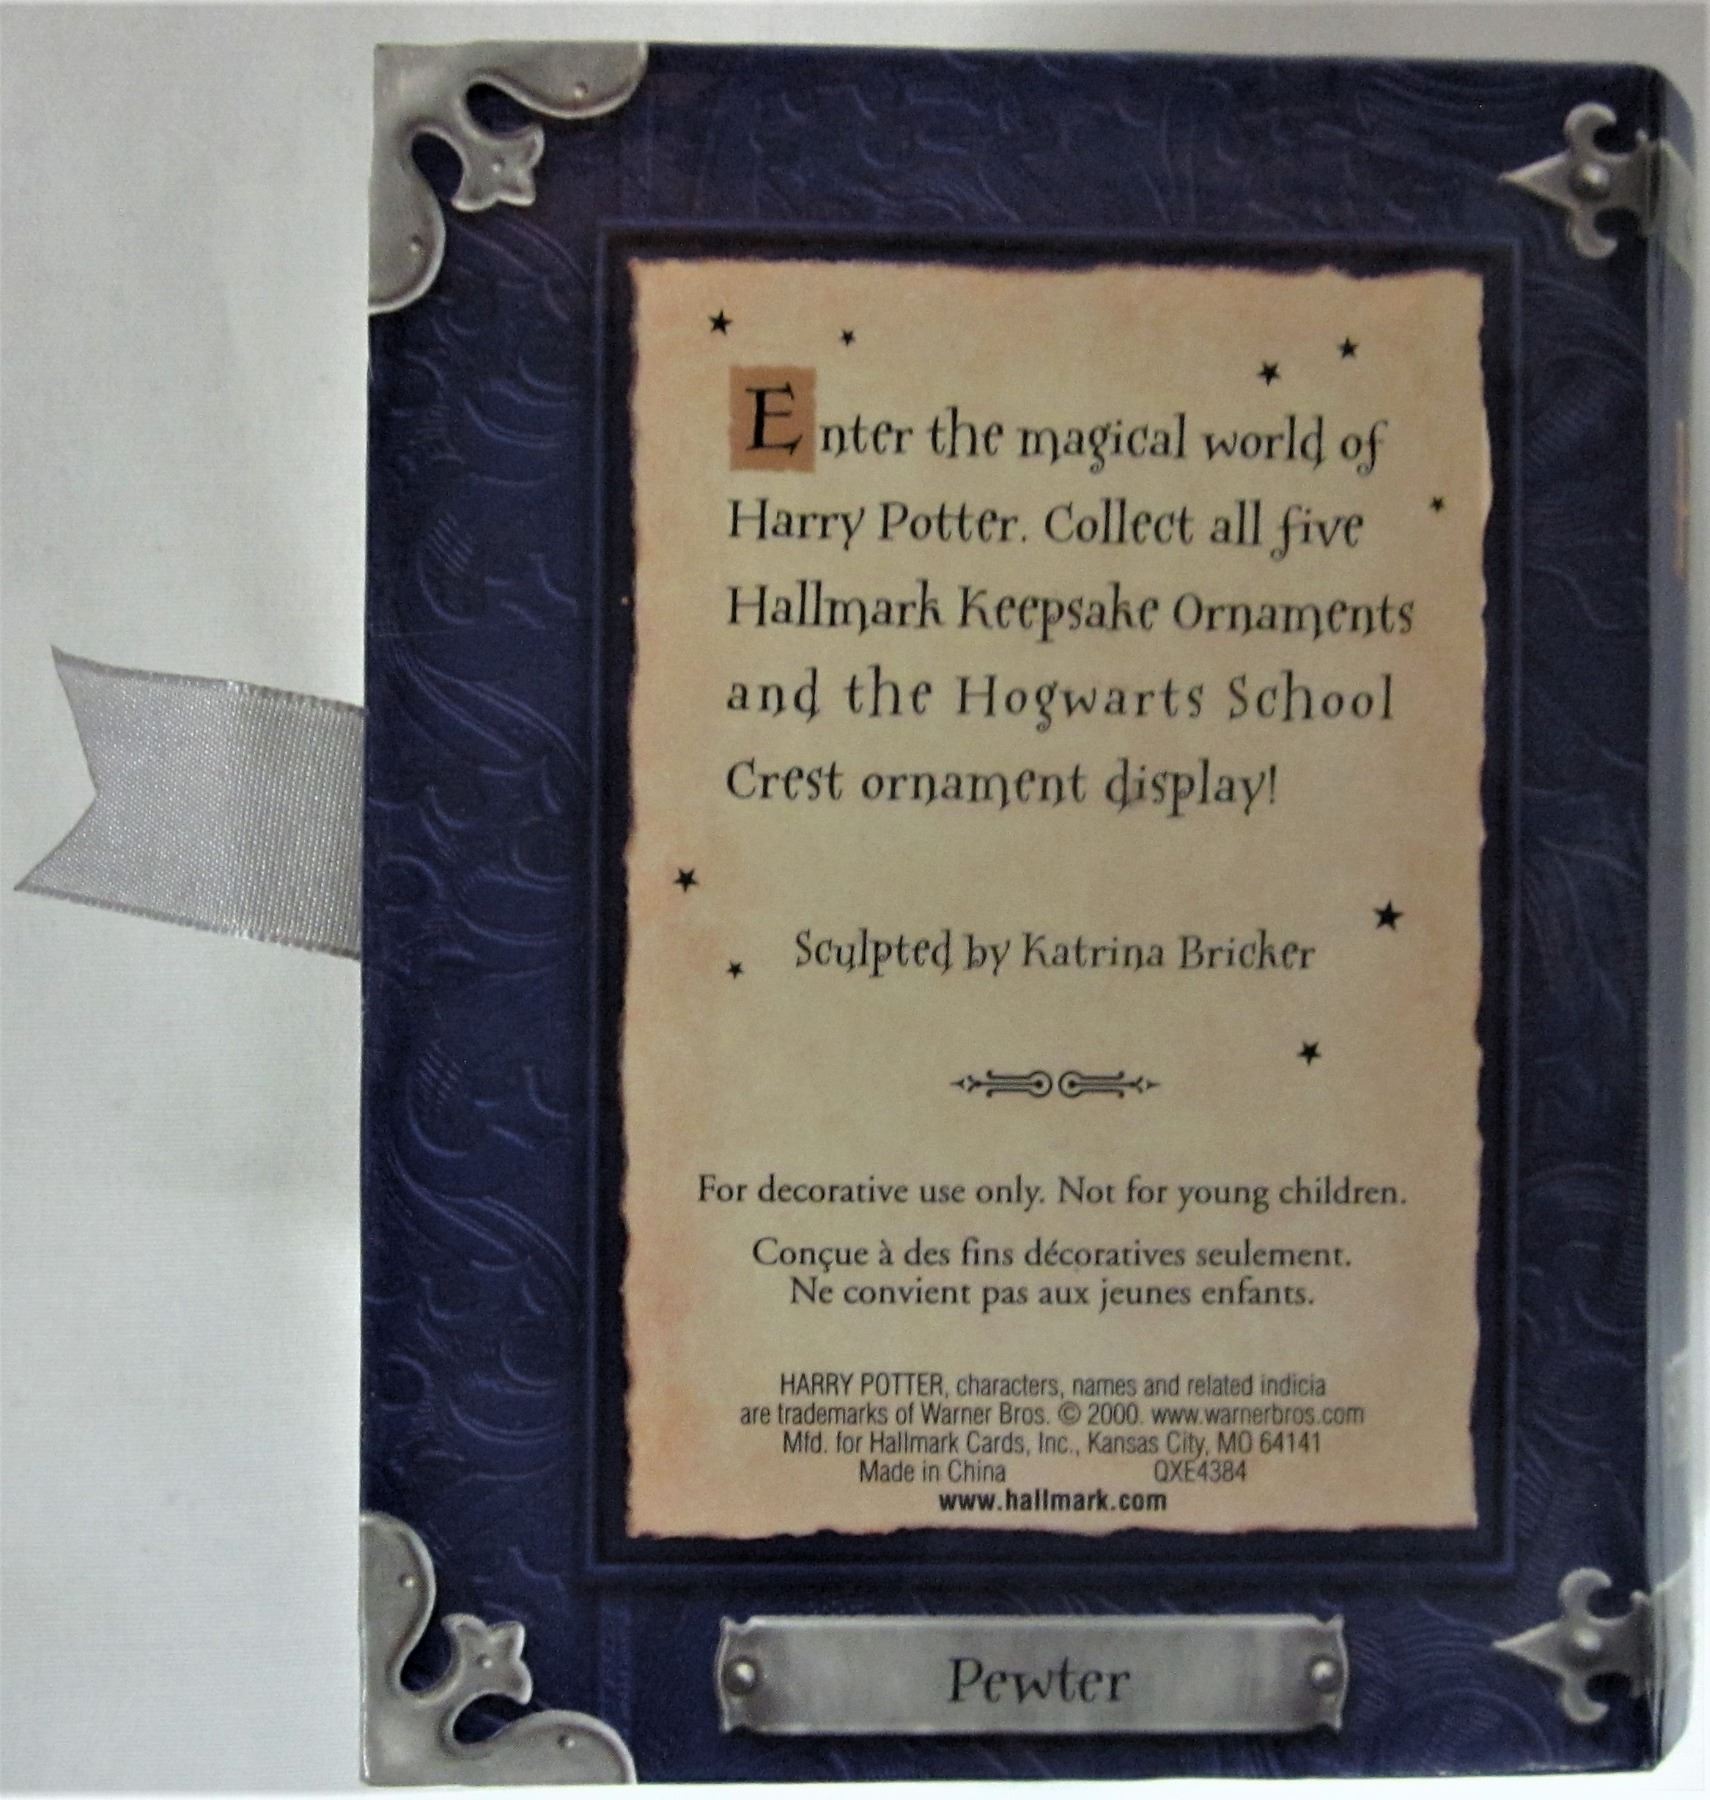 Enter the magical world of
Harry Potter. Collect all five
Hallmark Keepsake Ornaments
and the Hogwarts School
Crest ornament display!
Sculpted by Katrina Bricker
For decorative use only. Not for young children.
Conçue à des fins décoratives seulement.
Ne convient pas aux jeunes enfants.
HARRY POTTER, characters, names and related indicia
are trademarks of Warner Bros. © 2000. www.warnerbros.com
Mfd. for Hallmark Cards, Inc., Kansas City, MO 64141
Made in China QXE4384
www.hallmark.com
Pewter